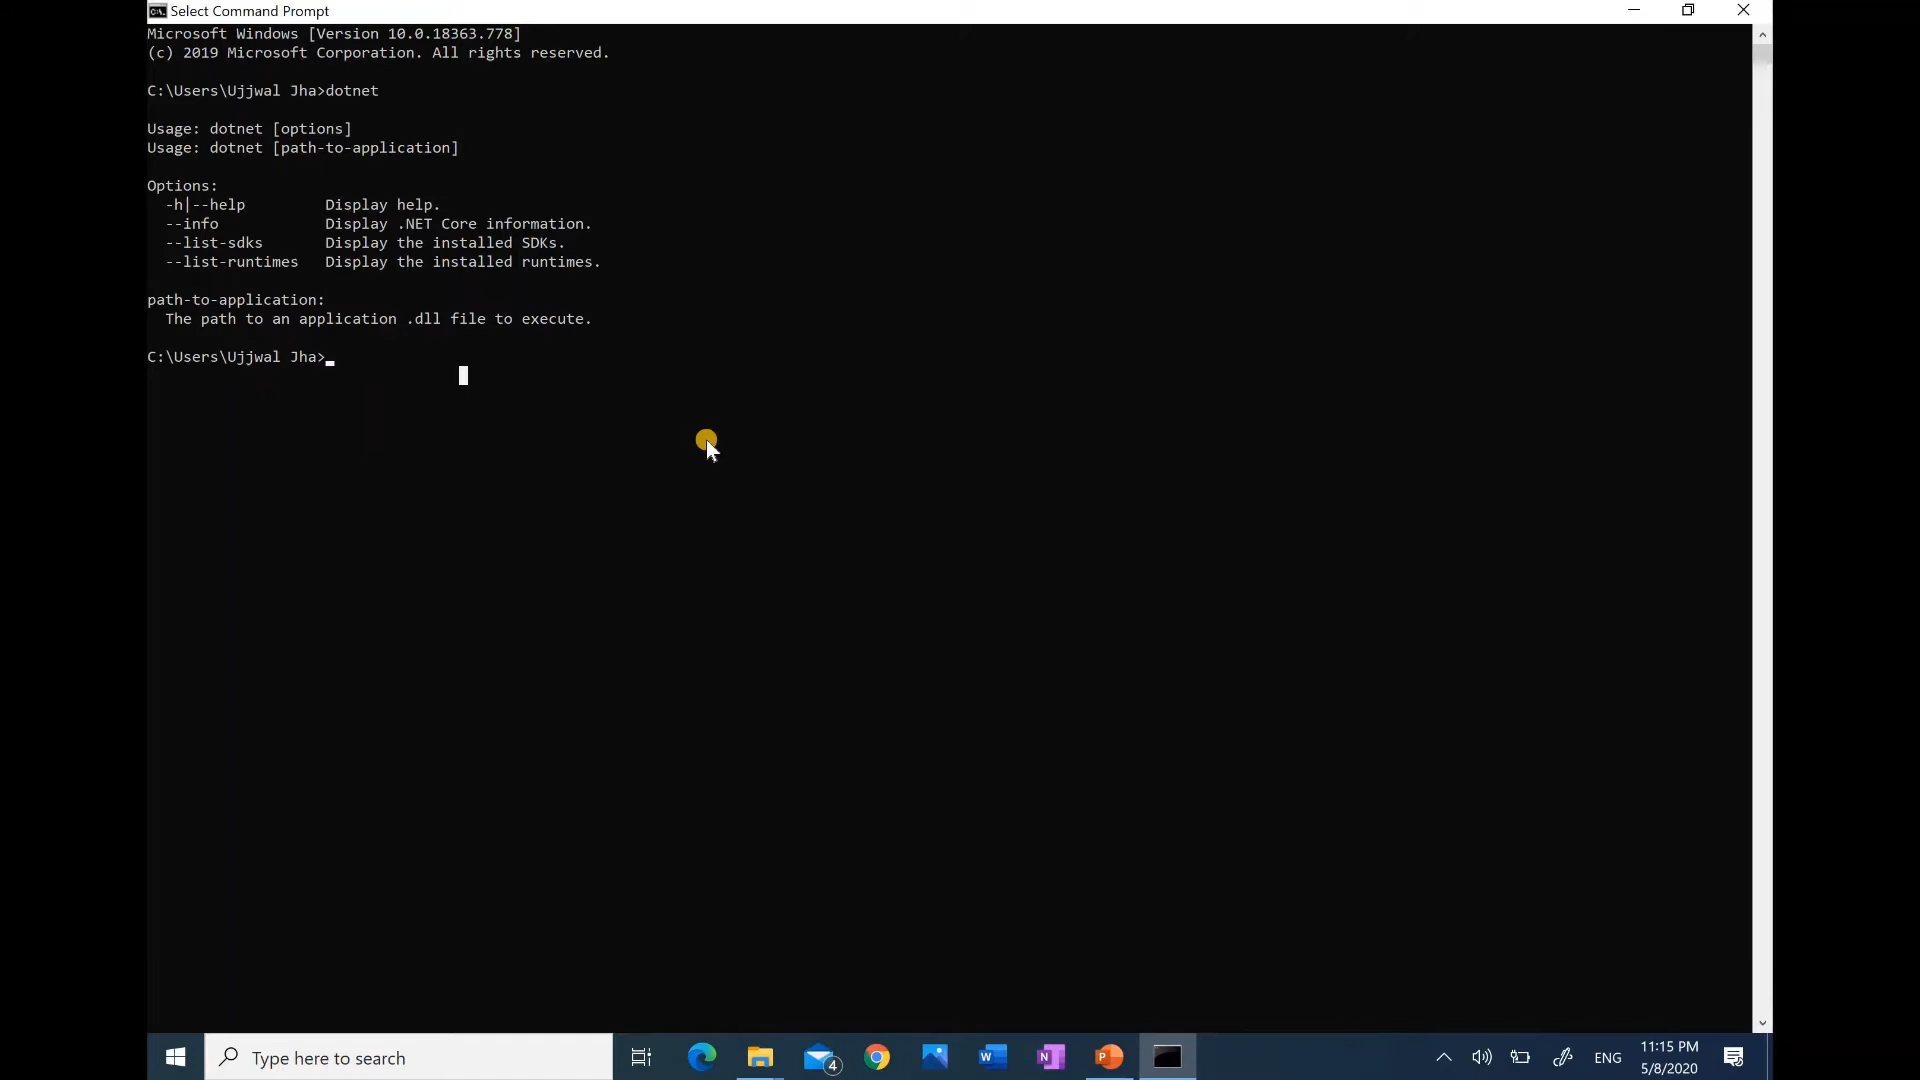 Select Command Prompt
Microsoft Windows [Version 10.0.18363.778]
(c) 2019 Microsoft Corporation. All rights reserved.
C:\Users\Ujjwal Jha>dotnet
Usage: dotnet [options]
Usage: dotnet [path-to-application]
Options:
-h|--help Display help.
--info Display .NET Core information.
--list-sdks Display the installed SDKs.
--list-runtimes Display the installed runtimes.
path-to-application:
The path to an application .dll file to execute.
C:\Users\Ujjwal Jha>
Type here to search
4
ENG
11:15 PM
5/8/2020